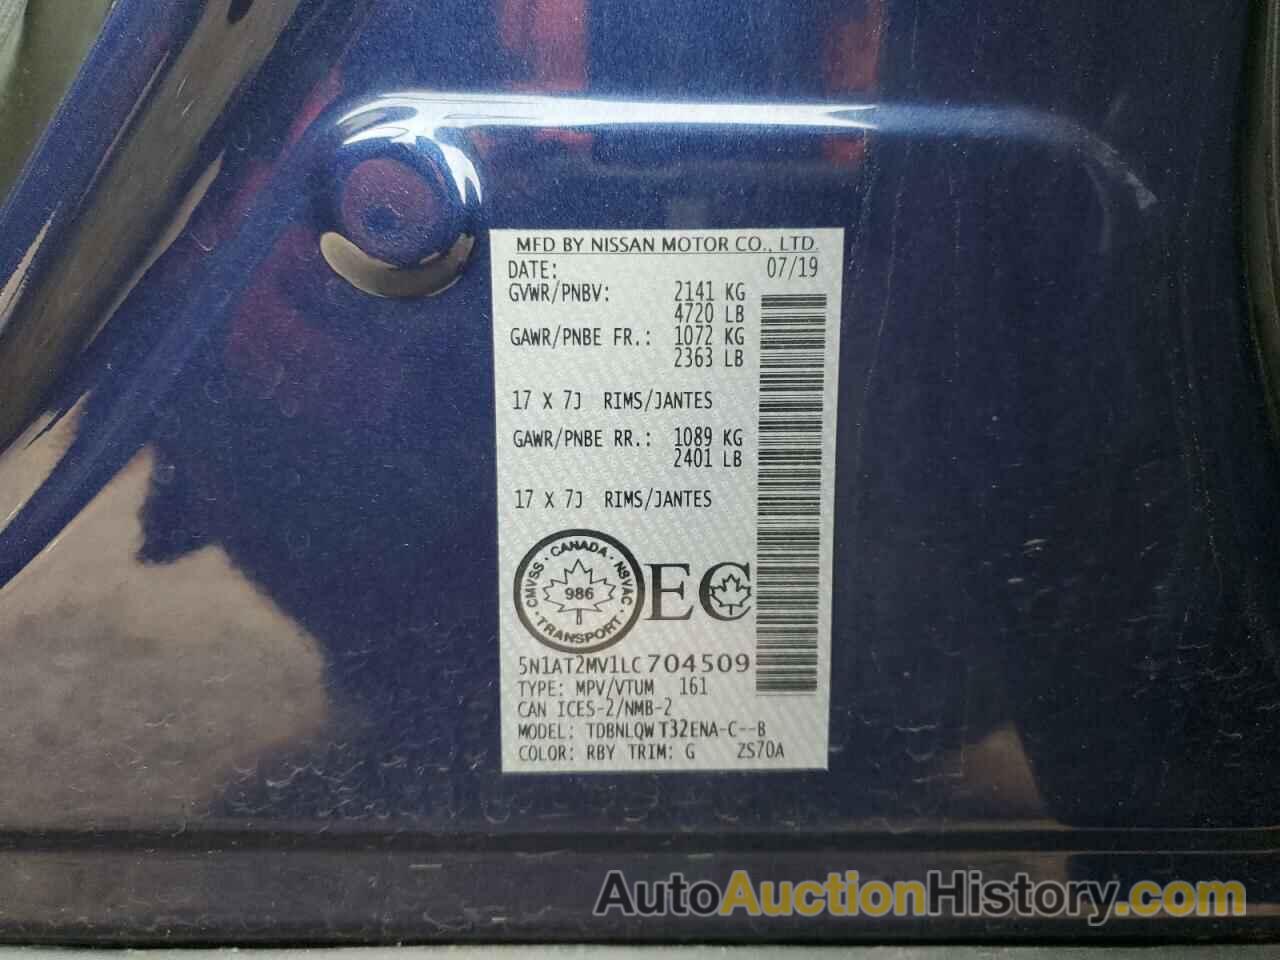 MFD BY NISSAN MOTOR CO., LTD.
DATE: 07/19
GVWR/PNBV: 2141 KG
4720 LB
GAWR/PNBE FR.: 1072 KG
2363 LB
17 X 7J RIMS/JANTES
GAWR/PNBE RR.: 1089 KG
2401 LB
17 X 7J RIMS/JANTES
CMVSS · CANADA · NSVAC · TRANSPORT ·
986
EC
5N1AT2MV1LC704509
TYPE: MPV/VTUM 161
CAN ICES-2/NMB-2
MODEL: TDBNLQW T32ENA-C--B
COLOR: RBY TRIM: G ZS70A
AutoAuctionHistory.com